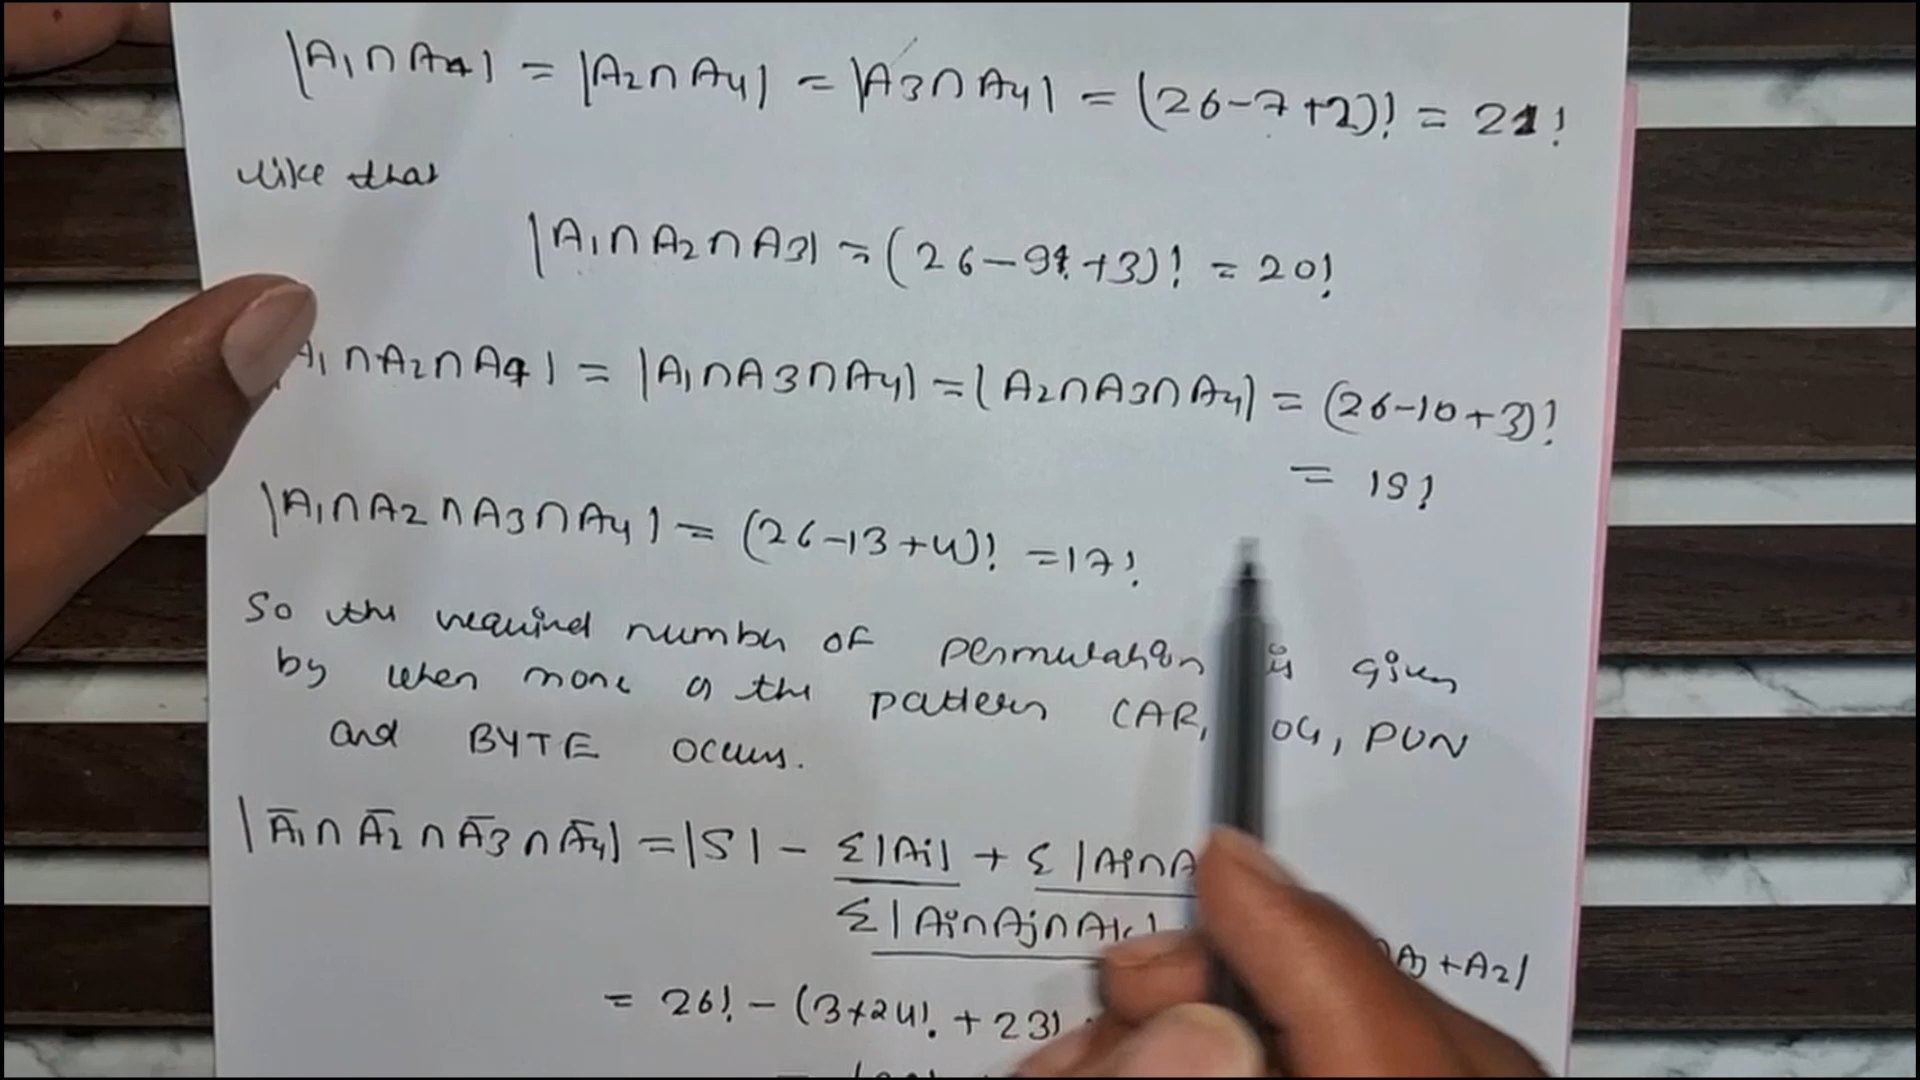 |A₁∩A₄| = |A₂∩A₄| = |A₃∩A₄| = (26-7+2)! = 21!
like that
|A₁∩A₂∩A₃| = (26-9+3)! = 20!
A₁∩A₂∩A₄| = |A₁∩A₃∩A₄| = |A₂∩A₃∩A₄| = (26-10+3)!
= 19!
|A₁∩A₂∩A₃∩A₄| = (26-13+4)! = 17!
So the required number of permutation is given
by when none of the pattern CAR, OG, PUN
and BYTE occurs.
|Ā₁∩Ā₂∩Ā₃∩Ā₄| = |S| - Σ|Ai| + Σ|Ai∩A
Σ|Ai∩Aj∩Ak| +A₂|
= 26! - (3×24! + 23!